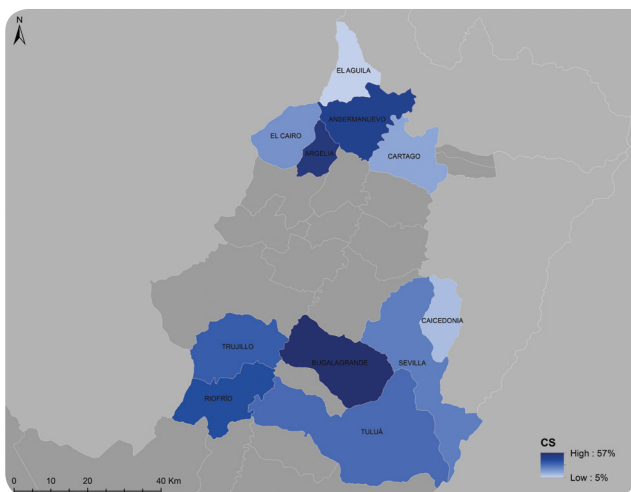 N
EL AGUILA
ANSERMANUEVO
EL CAIRO
ARGELIA
CARTAGO
CAICEDONIA
TRUJILLO
BUGALAGRANDE
SEVILLA
RIOFRÍO
TULUÁ
CS
High : 57%
Low : 5%
0 10 20 40 Km